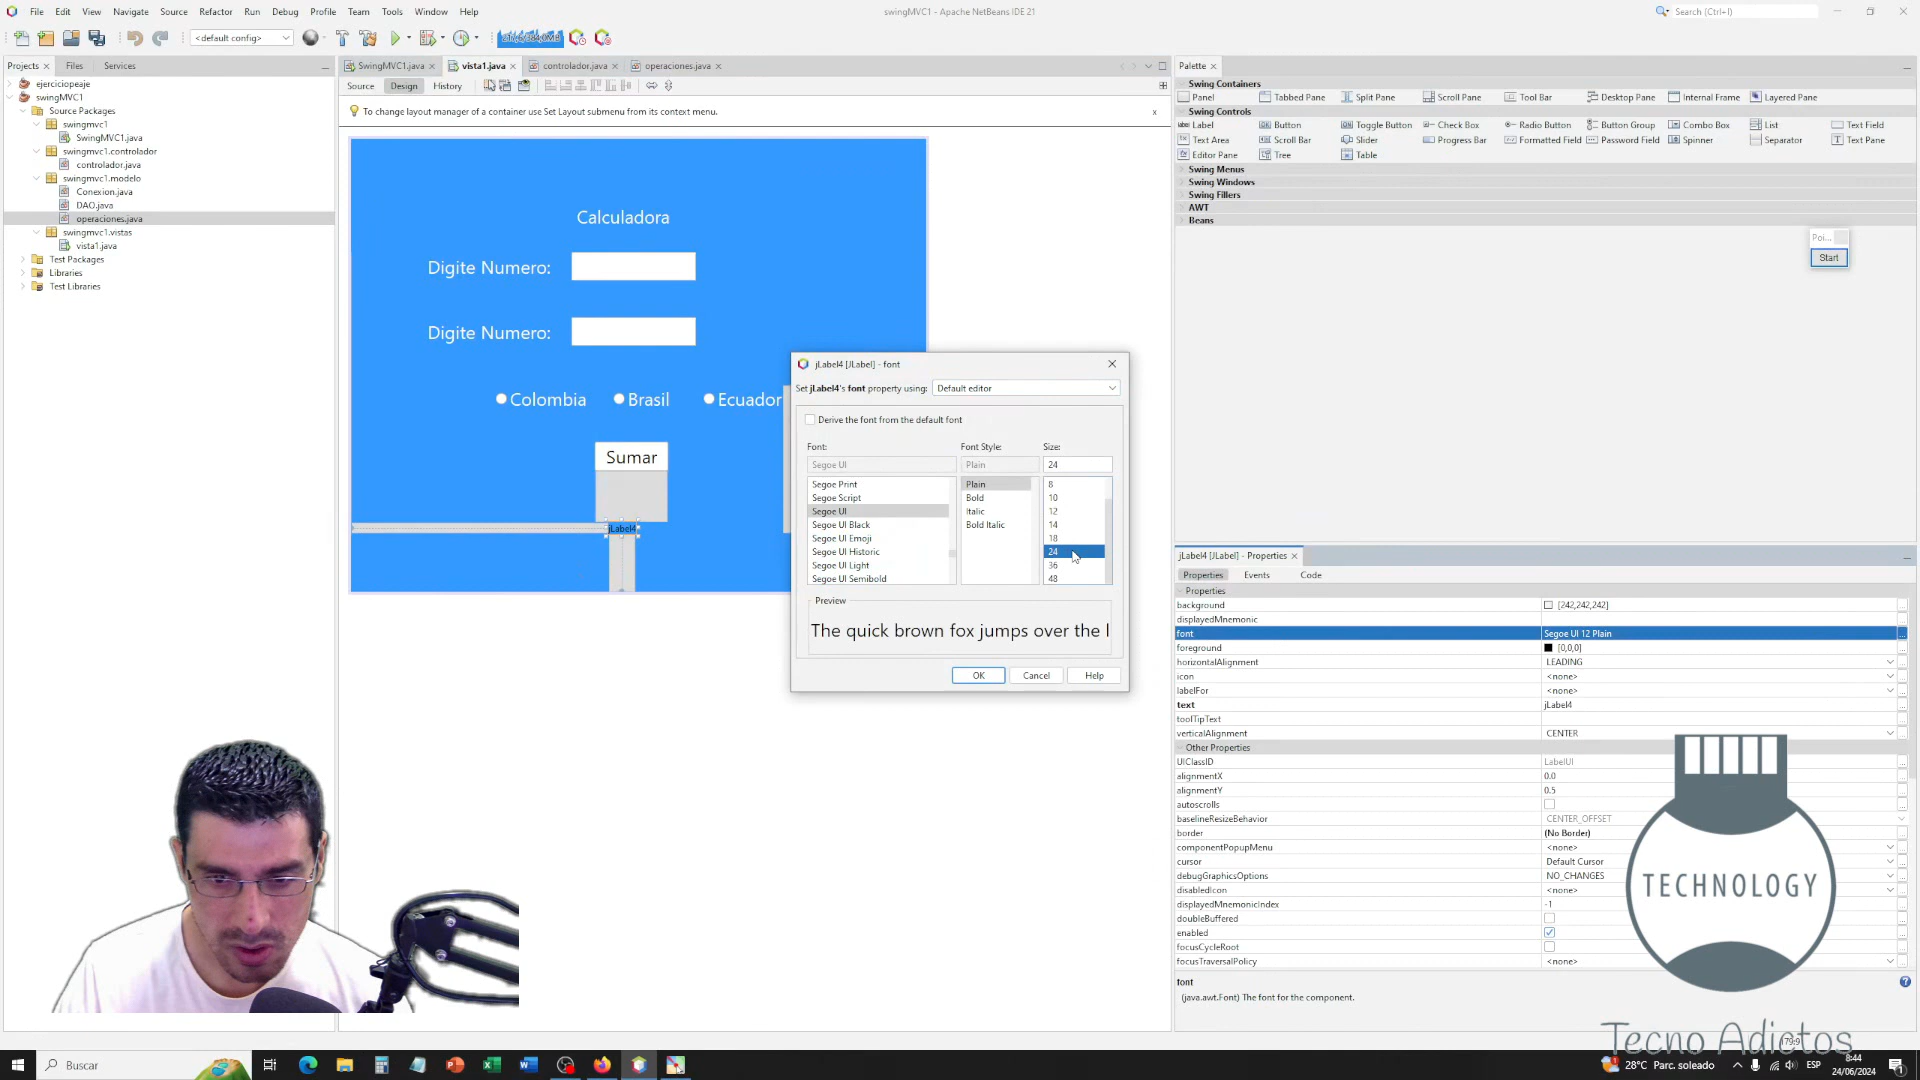 File Edit View Navigate Source Refactor Run Debug Profile Team Tools Window Help
swingMVC1 - Apache NetBeans IDE 21
Search (Ctrl+I)
<default config>
Projects Files Services
SwingMVC1.java vista1.java controlador.java operaciones.java
Source Design History
To change layout manager of a container use Set Layout submenu from its context menu.
ejerciciopeaje
swingMVC1
Source Packages
swingmvc1
SwingMVC1.java
swingmvc1.controlador
controlador.java
swingmvc1.modelo
Conexion.java
DAO.java
operaciones.java
swingmvc1.vistas
vista1.java
Test Packages
Libraries
Test Libraries
Calculadora
Digite Numero:
Digite Numero:
Colombia Brasil Ecuador
Sumar
jLabel4
jLabel4 [JLabel] - font
Set jLabel4's font property using: Default editor
Derive the font from the default font
Font: Font Style: Size:
Segoe UI Plain 24
Segoe Print Plain 8
Segoe Script Bold 10
Segoe UI Italic 12
Segoe UI Black Bold Italic 14
Segoe UI Emoji 18
Segoe UI Historic 24
Segoe UI Light 36
Segoe UI Semibold 48
Preview
The quick brown fox jumps over the l
OK Cancel Help
Palette
Swing Containers
Panel Tabbed Pane Split Pane Scroll Pane Tool Bar Desktop Pane Internal Frame Layered Pane
Swing Controls
Label Button Toggle Button Check Box Radio Button Button Group Combo Box List Text Field
Text Area Scroll Bar Slider Progress Bar Formatted Field Password Field Spinner Separator Text Pane
Editor Pane Tree Table
Swing Menus
Swing Windows
Swing Fillers
AWT
Beans
Poi...
Start
jLabel4 [JLabel] - Properties
Properties Events Code
Properties
background [242,242,242]
displayedMnemonic
font Segoe UI 12 Plain
foreground [0,0,0]
horizontalAlignment LEADING
icon <none>
labelFor <none>
text jLabel4
toolTipText
verticalAlignment CENTER
Other Properties
UIClassID LabelUI
alignmentX 0.0
alignmentY 0.5
autoscrolls
baselineResizeBehavior CENTER_OFFSET
border (No Border)
componentPopupMenu <none>
cursor Default Cursor
debugGraphicsOptions NO_CHANGES
disabledIcon <none>
displayedMnemonicIndex -1
doubleBuffered
enabled
focusCycleRoot
focusTraversalPolicy <none>
font
(java.awt.Font) The font for the component.
TECHNOLOGY
Tecno Adictos
179:9
Buscar
28°C Parc. soleado
ESP
8:44
24/06/2024